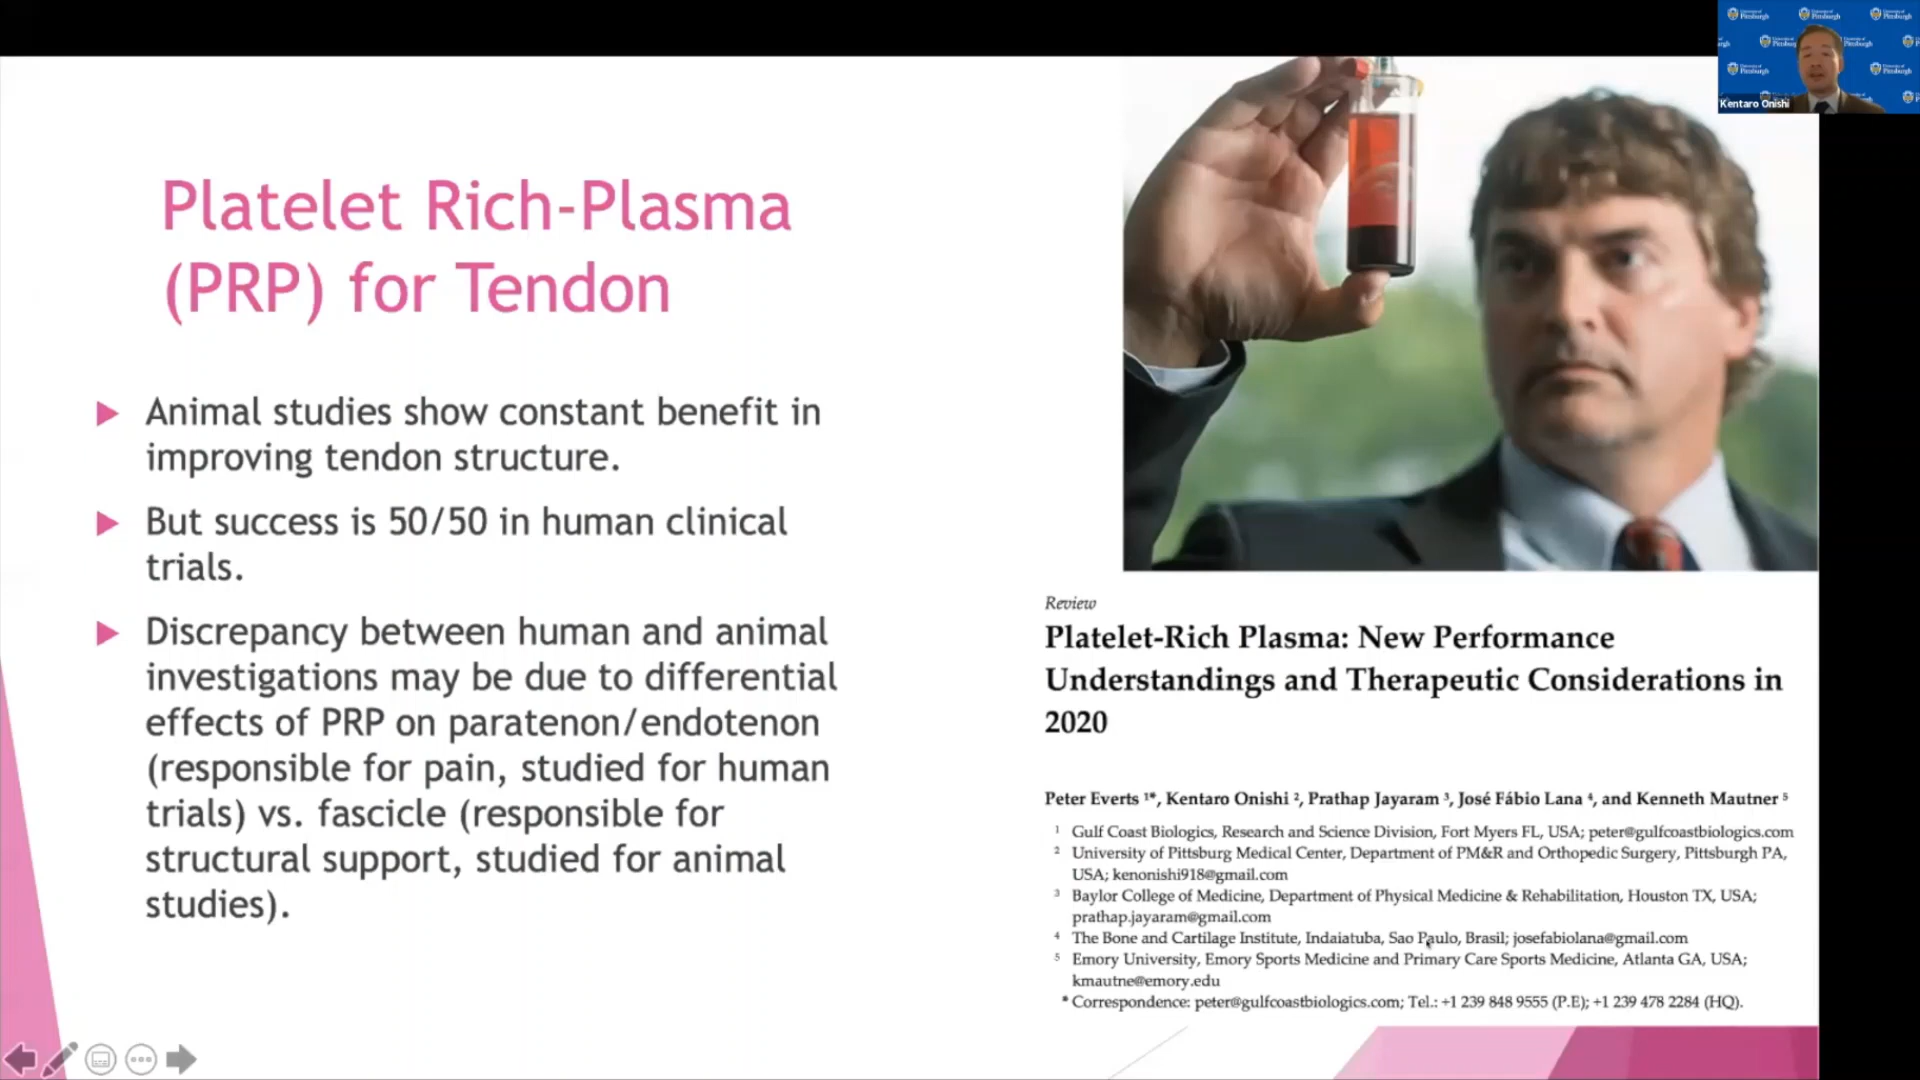 Platelet Rich-Plasma
(PRP) for Tendon
Animal studies show constant benefit in
improving tendon structure.
But success is 50/50 in human clinical
trials.
Discrepancy between human and animal
investigations may be due to differential
effects of PRP on paratenon/endotenon
(responsible for pain, studied for human
trials) vs. fascicle (responsible for
structural support, studied for animal
studies).
University of
Pittsburgh
Kentaro Onishi
Review
Platelet-Rich Plasma: New Performance
Understandings and Therapeutic Considerations in
2020
Peter Everts 1*, Kentaro Onishi 2, Prathap Jayaram 3, José Fábio Lana 4, and Kenneth Mautner 5
1 Gulf Coast Biologics, Research and Science Division, Fort Myers FL, USA; peter@gulfcoastbiologics.com
2 University of Pittsburg Medical Center, Department of PM&R and Orthopedic Surgery, Pittsburgh PA,
USA; kenonishi918@gmail.com
3 Baylor College of Medicine, Department of Physical Medicine & Rehabilitation, Houston TX, USA;
prathap.jayaram@gmail.com
4 The Bone and Cartilage Institute, Indaiatuba, Sao Paulo, Brasil; josefabiolana@gmail.com
5 Emory University, Emory Sports Medicine and Primary Care Sports Medicine, Atlanta GA, USA;
kmautne@emory.edu
* Correspondence: peter@gulfcoastbiologics.com; Tel.: +1 239 848 9555 (P.E); +1 239 478 2284 (HQ).